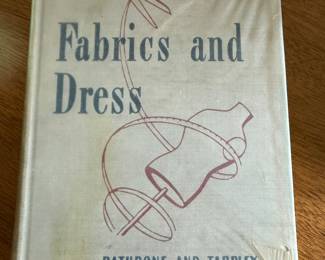 Fabrics and
Dress
RATHBONE AND TARPLEY